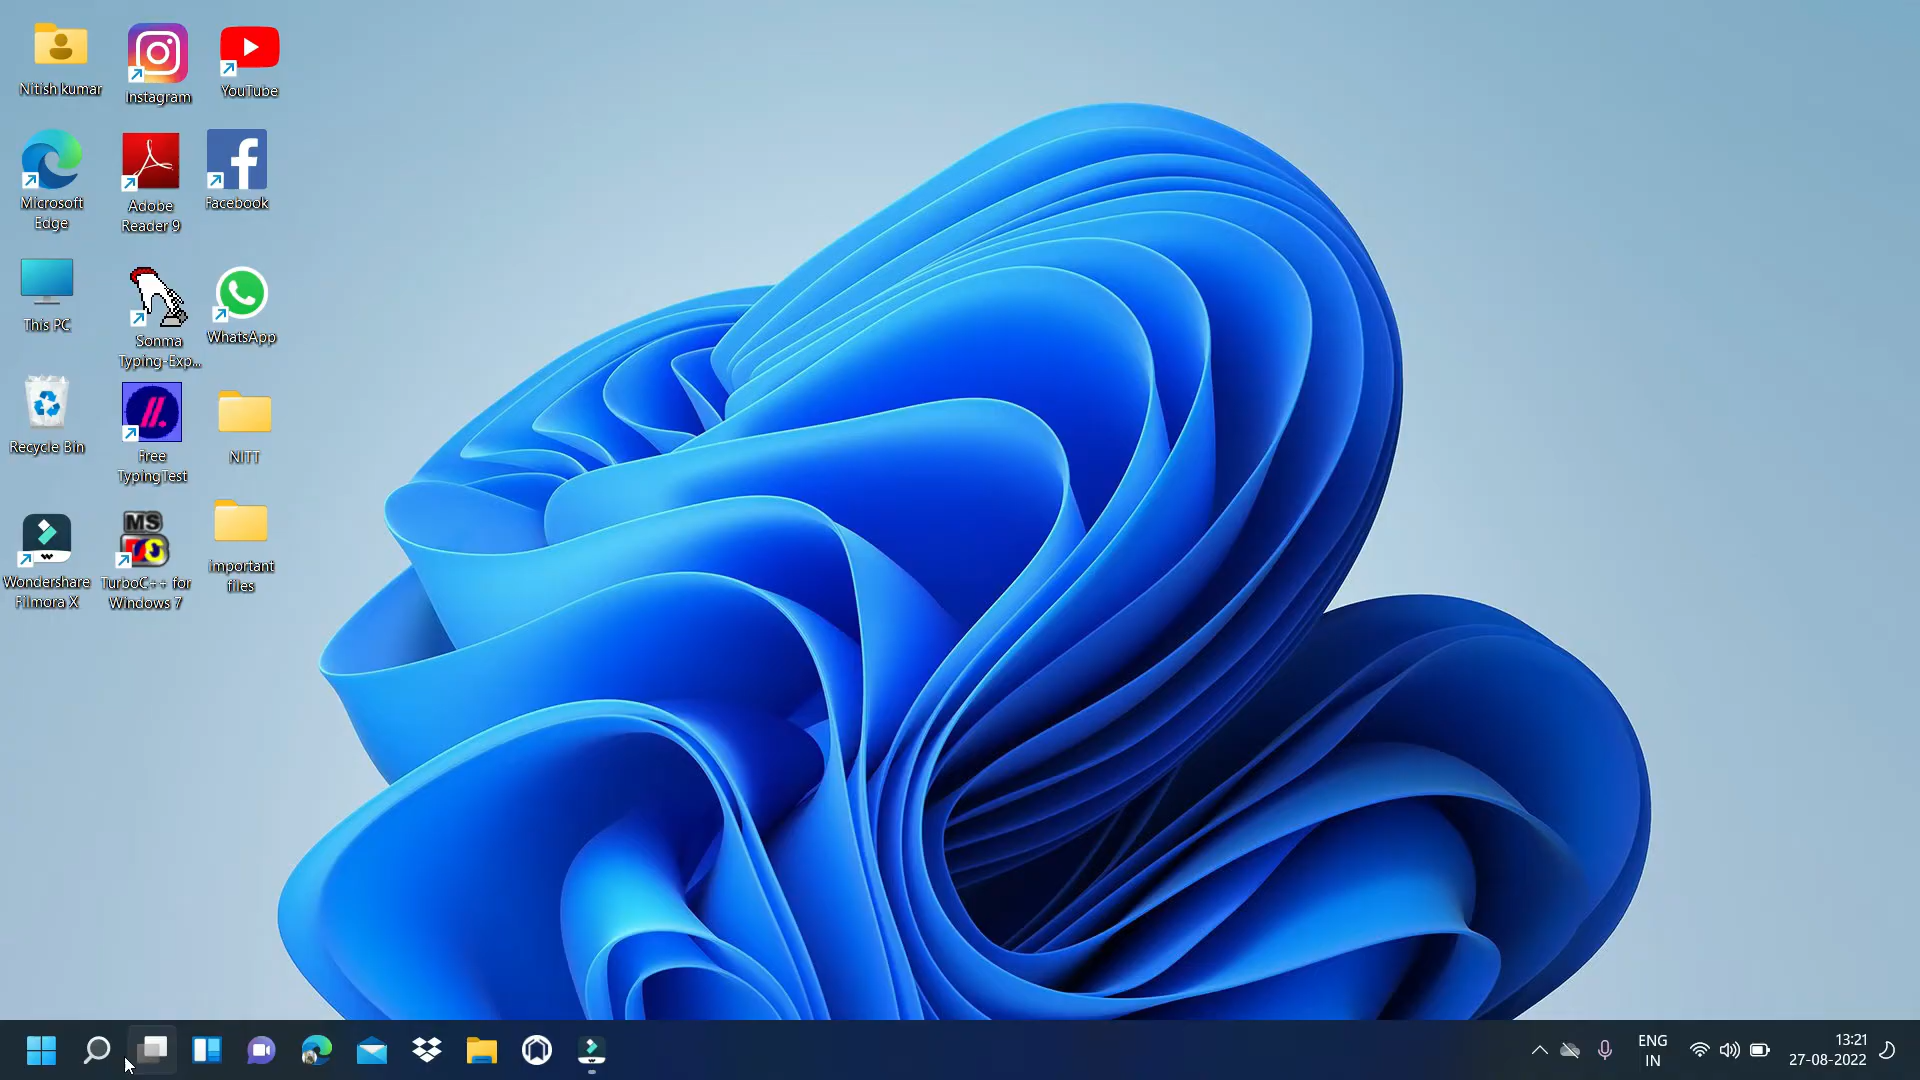 Nitish kumar
Instagram
YouTube
Microsoft
Edge
Adobe
Reader 9
Facebook
This PC
Sonma
Typing-Exp...
WhatsApp
Recycle Bin
Free
TypingTest
NITT
Wondershare
Filmora X
MS
TurboC++ for
Windows 7
important
files
ENG
IN
13:21
27-08-2022